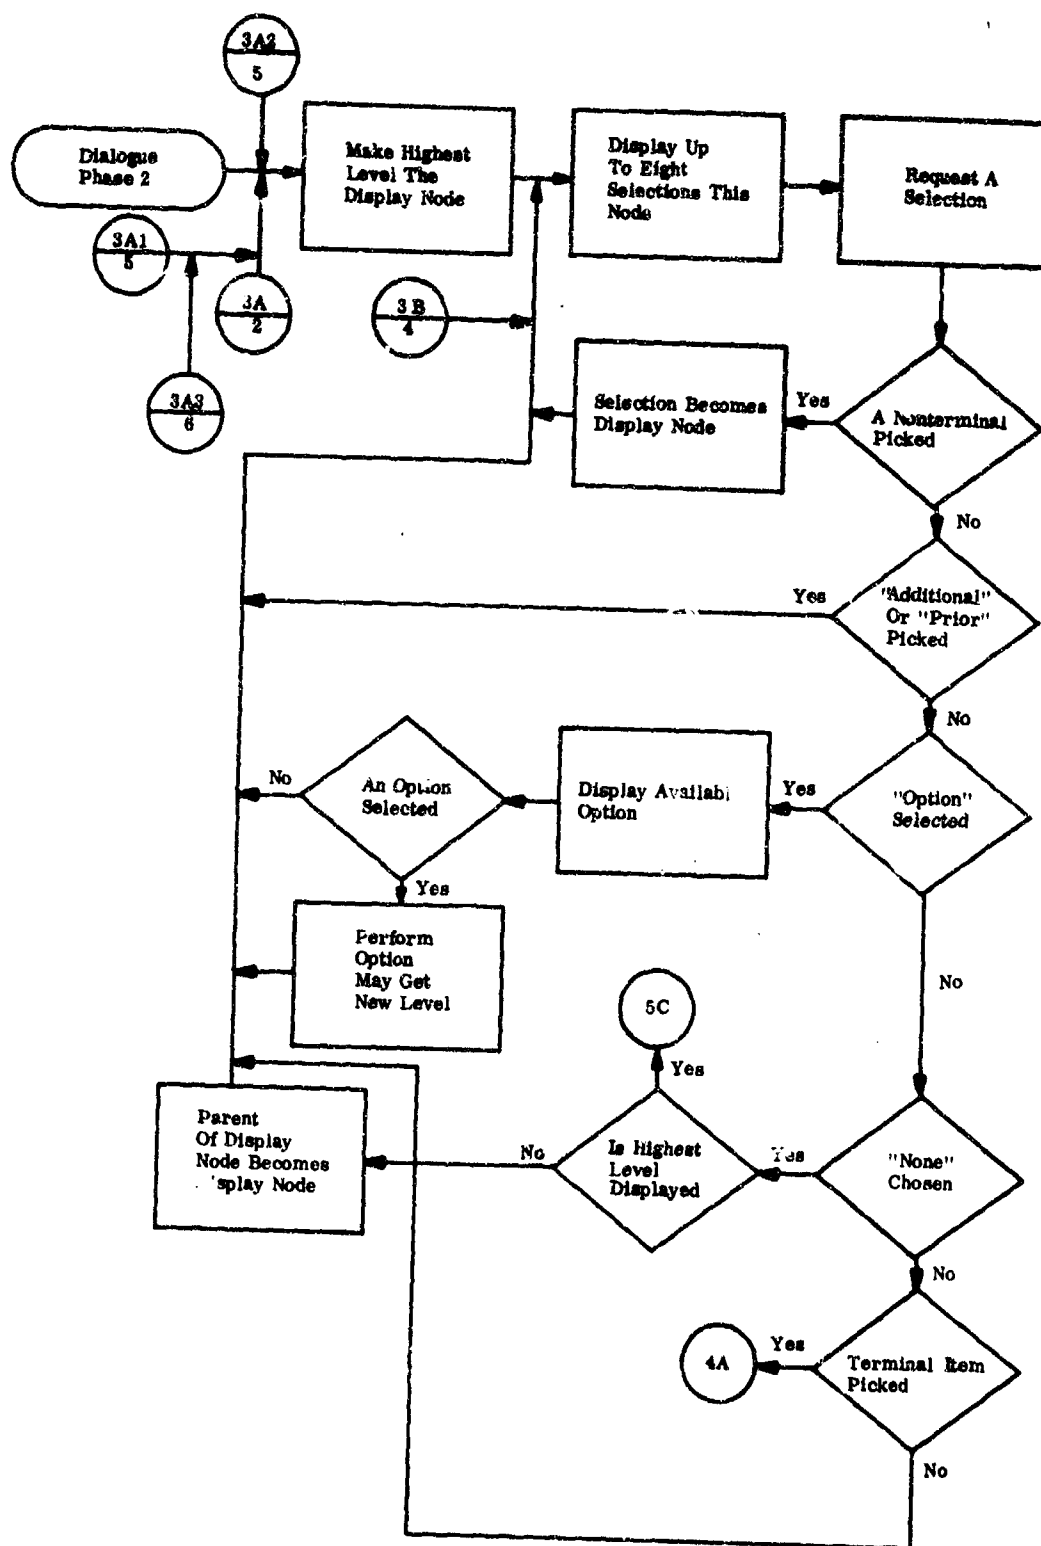 3A2
5
Dialogue
Phase 2
Make Highest
Level The
Display Node
Display Up
To Eight
Selections This
Node
Request A
Selection
3A1
5
3A
2
3B
4
3A3
6
Selection Becomes
Display Node
Yes
A Nonterminal
Picked
No
Yes
"Additional"
Or "Prior"
Picked
No
No
An Option
Selected
Display Availabl
Option
Yes
"Option"
Selected
Yes
Perform
Option
May Get
New Level
No
5C
Yes
Parent
Of Display
Node Becomes
'splay Node
No
Is Highest
Level
Displayed
Yes
"None"
Chosen
No
4A
Yes
Terminal Item
Picked
No